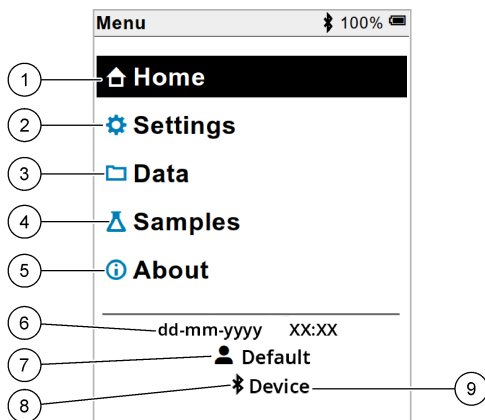 Menu 100%
1 Home
2 Settings
3 Data
4 Samples
5 About
6 dd-mm-yyyy XX:XX
7 Default
8 Device 9